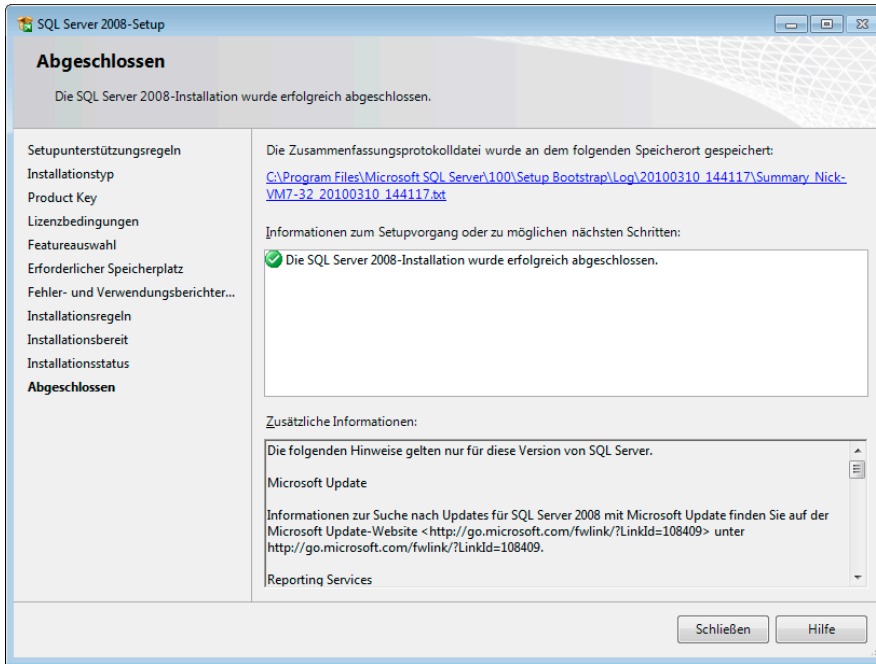 SQL Server 2008-Setup
Abgeschlossen
Die SQL Server 2008-Installation wurde erfolgreich abgeschlossen.
Setupunterstützungsregeln
Installationstyp
Product Key
Lizenzbedingungen
Featureauswahl
Erforderlicher Speicherplatz
Fehler- und Verwendungsberichter...
Installationsregeln
Installationsbereit
Installationsstatus
Abgeschlossen
Die Zusammenfassungsprotokolldatei wurde an dem folgenden Speicherort gespeichert:
C:\Program Files\Microsoft SQL Server\100\Setup Bootstrap\Log\20100310_144117\Summary_Nick-
VM7-32_20100310_144117.txt
Informationen zum Setupvorgang oder zu möglichen nächsten Schritten:
Die SQL Server 2008-Installation wurde erfolgreich abgeschlossen.
Zusätzliche Informationen:
Die folgenden Hinweise gelten nur für diese Version von SQL Server.
Microsoft Update
Informationen zur Suche nach Updates für SQL Server 2008 mit Microsoft Update finden Sie auf der
Microsoft Update-Website <http://go.microsoft.com/fwlink/?LinkId=108409> unter
http://go.microsoft.com/fwlink/?LinkId=108409.
Reporting Services
Schließen
Hilfe